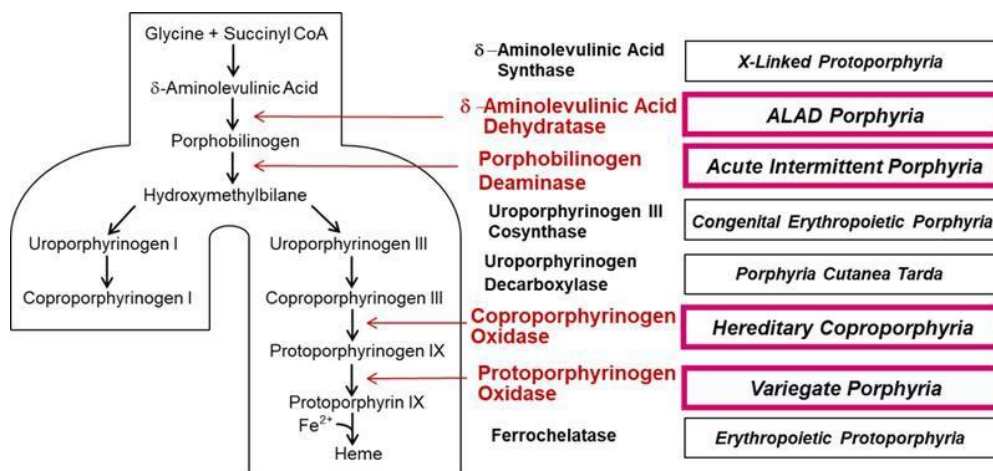 Glycine + Succinyl CoA
δ-Aminolevulinic Acid
Porphobilinogen
Hydroxymethylbilane
Uroporphyrinogen I
Uroporphyrinogen III
Coproporphyrinogen I
Coproporphyrinogen III
Protoporphyrinogen IX
Protoporphyrin IX
Fe2+
Heme
δ–Aminolevulinic Acid
Synthase
X-Linked Protoporphyria
δ–Aminolevulinic Acid
Dehydratase
ALAD Porphyria
Porphobilinogen
Deaminase
Acute Intermittent Porphyria
Uroporphyrinogen III
Cosynthase
Congenital Erythropoietic Porphyria
Uroporphyrinogen
Decarboxylase
Porphyria Cutanea Tarda
Coproporphyrinogen
Oxidase
Hereditary Coproporphyria
Protoporphyrinogen
Oxidase
Variegate Porphyria
Ferrochelatase
Erythropoietic Protoporphyria